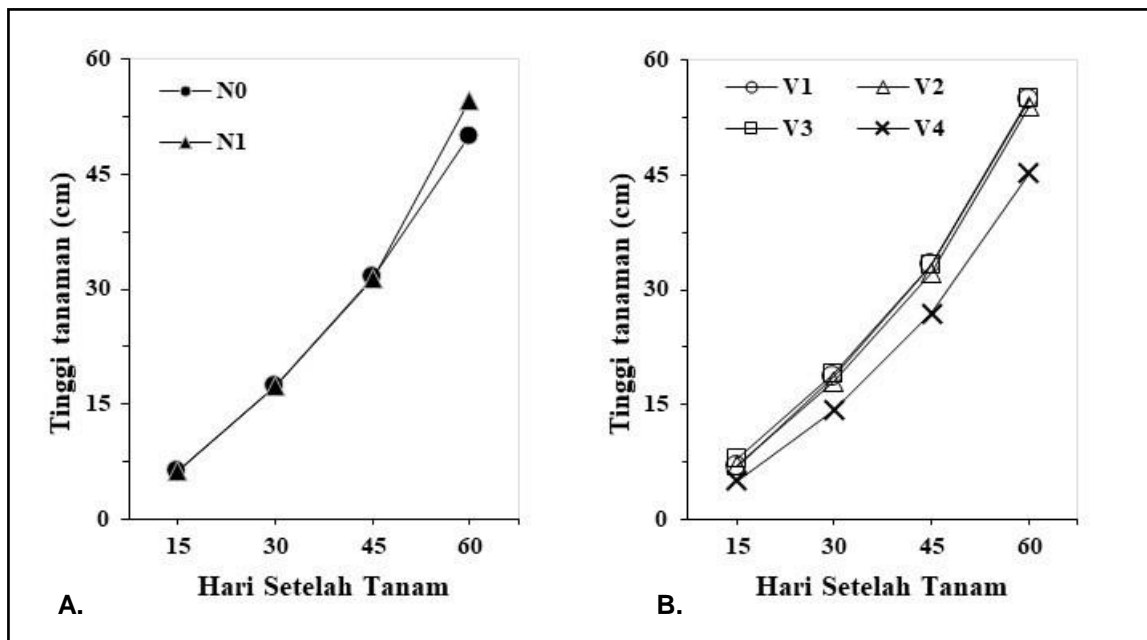 60
45
30
15
0
Tinggi tanaman (cm)
N0
N1
15 30 45 60
Hari Setelah Tanam
A.
60
45
30
15
0
Tinggi tanaman (cm)
V1 V2
V3 V4
15 30 45 60
Hari Setelah Tanam
B.